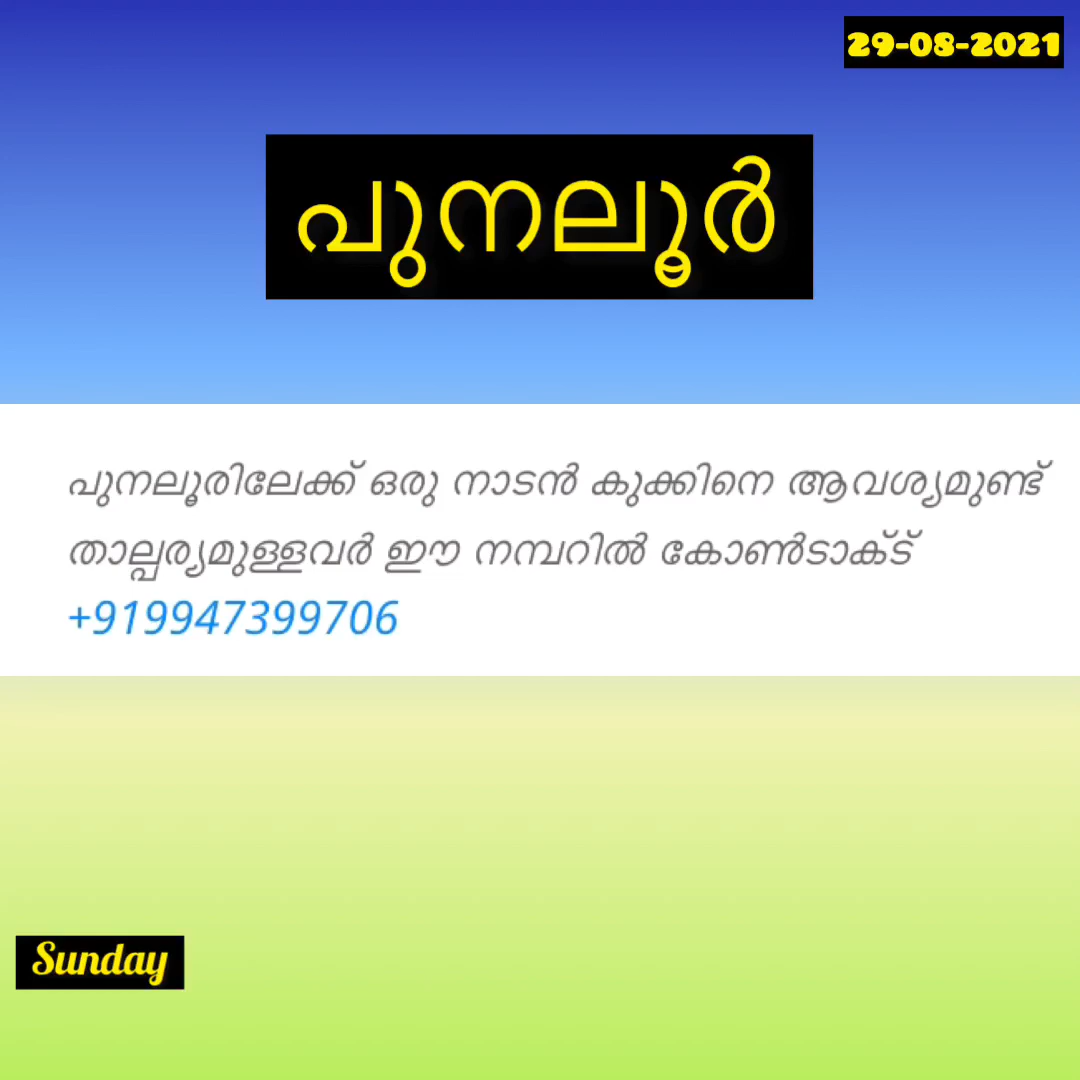 29-08-2021
പുനലൂർ
പുനലൂരിലേക്ക് ഒരു നാടൻ കുക്കിനെ ആവശ്യമുണ്ട്
താല്പര്യമുള്ളവർ ഈ നമ്പറിൽ കോൺടാക്ട്
+919947399706
Sunday